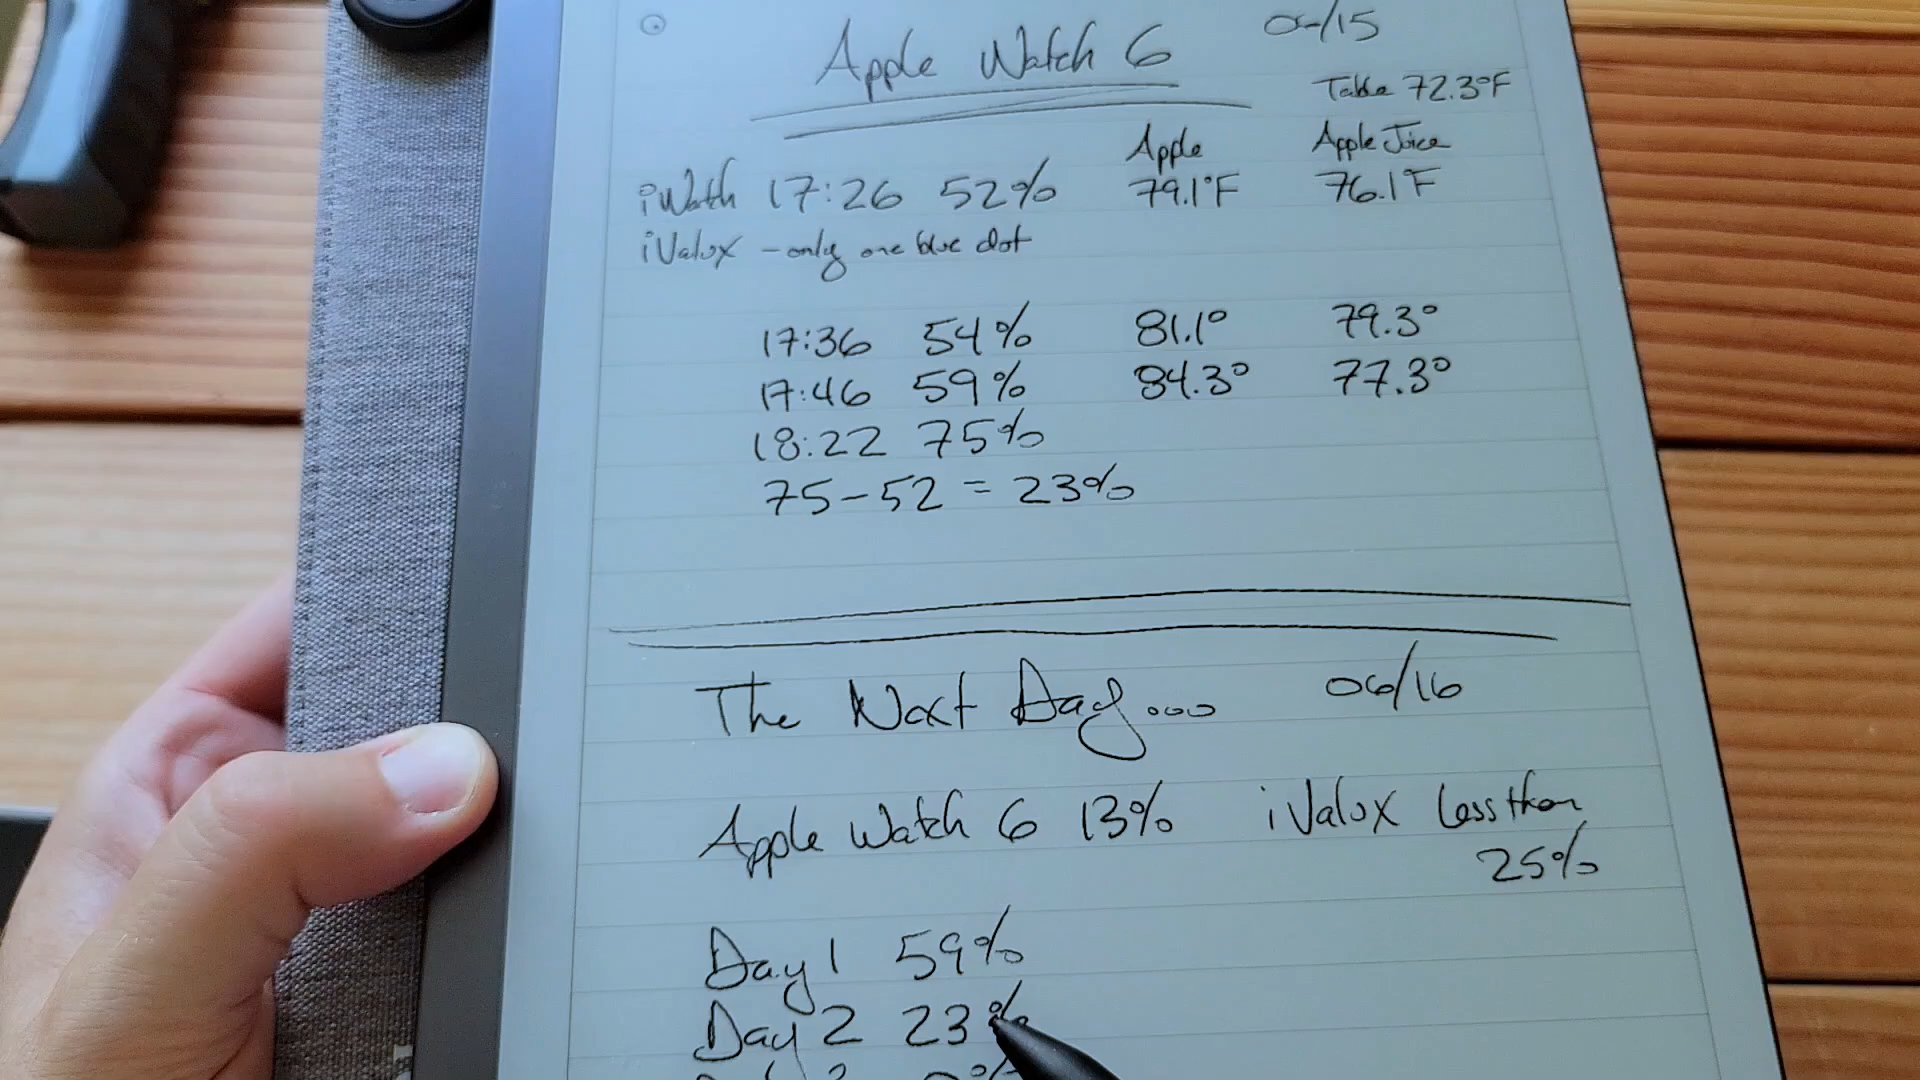 Apple Watch 6 06/15
Table 72.3°F
Apple Apple Juice
iWatch 17:26 52% 79.1°F 76.1°F
iValux - only one blue dot
17:36 54% 81.1° 79.3°
17:46 59% 84.3° 77.3°
18:22 75%
75-52 = 23%
The Next Day... 06/16
Apple Watch 6 13% iValux Less than
25%
Day 1 59%
Day 2 23%